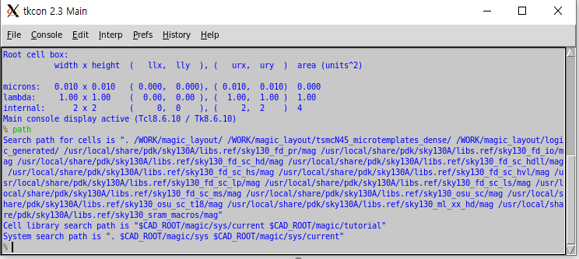 tkcon 2.3 Main
File Console Edit Interp Prefs History Help
Root cell box:
width x height ( llx, lly ), ( urx, ury ) area (units^2)
microns: 0.010 x 0.010 ( 0.000, 0.000), ( 0.010, 0.010) 0.000
lambda: 1.00 x 1.00 ( 0.00, 0.00 ), ( 1.00, 1.00 ) 1.00
internal: 2 x 2 ( 0, 0 ), ( 2, 2 ) 4
Main console display active (Tcl8.6.10 / Tk8.6.10)
% path
Search path for cells is ". /WORK/magic_layout/ /WORK/magic_layout/tsmcN45_microtemplates_dense/ /WORK/magic_layout/logi
c_generated/ /usr/local/share/pdk/sky130A/libs.ref/sky130_fd_pr/mag /usr/local/share/pdk/sky130A/libs.ref/sky130_fd_io/m
ag /usr/local/share/pdk/sky130A/libs.ref/sky130_fd_sc_hd/mag /usr/local/share/pdk/sky130A/libs.ref/sky130_fd_sc_hdll/mag
/usr/local/share/pdk/sky130A/libs.ref/sky130_fd_sc_hs/mag /usr/local/share/pdk/sky130A/libs.ref/sky130_fd_sc_hvl/mag /u
sr/local/share/pdk/sky130A/libs.ref/sky130_fd_sc_lp/mag /usr/local/share/pdk/sky130A/libs.ref/sky130_fd_sc_ls/mag /usr/l
ocal/share/pdk/sky130A/libs.ref/sky130_fd_sc_ms/mag /usr/local/share/pdk/sky130A/libs.ref/sky130_osu_sc/mag /usr/local/s
hare/pdk/sky130A/libs.ref/sky130_osu_sc_t18/mag /usr/local/share/pdk/sky130A/libs.ref/sky130_ml_xx_hd/mag /usr/local/sha
re/pdk/sky130A/libs.ref/sky130_sram_macros/mag"
Cell library search path is "$CAD_ROOT/magic/sys/current $CAD_ROOT/magic/tutorial"
System search path is ". $CAD_ROOT/magic/sys $CAD_ROOT/magic/sys/current"
%